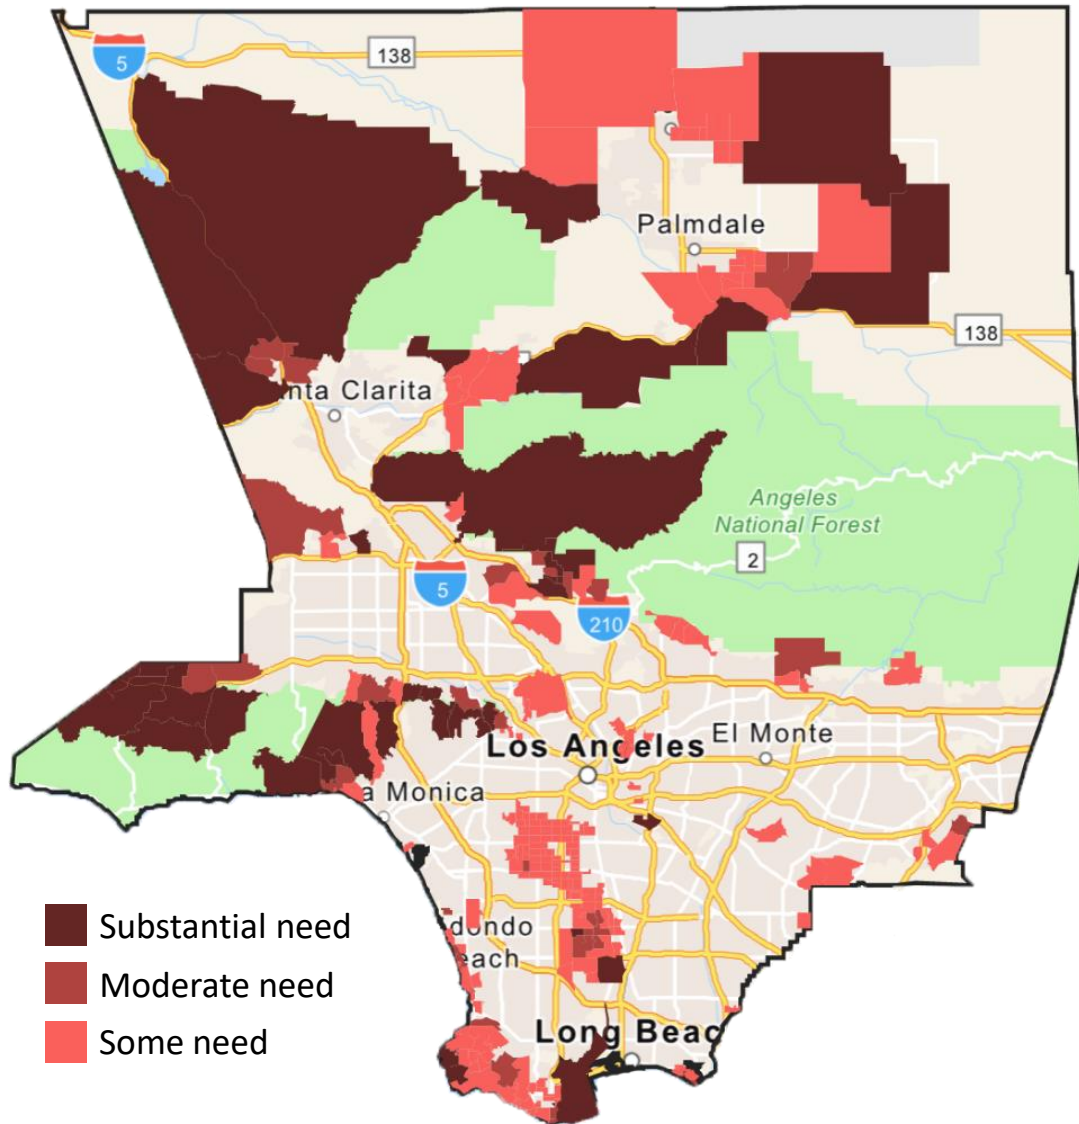 5
138
Palmdale
138
nta Clarita
Angeles
National Forest
2
5
210
Los Angeles
El Monte
a Monica
dondo
each
Long Beac
Substantial need
Moderate need
Some need